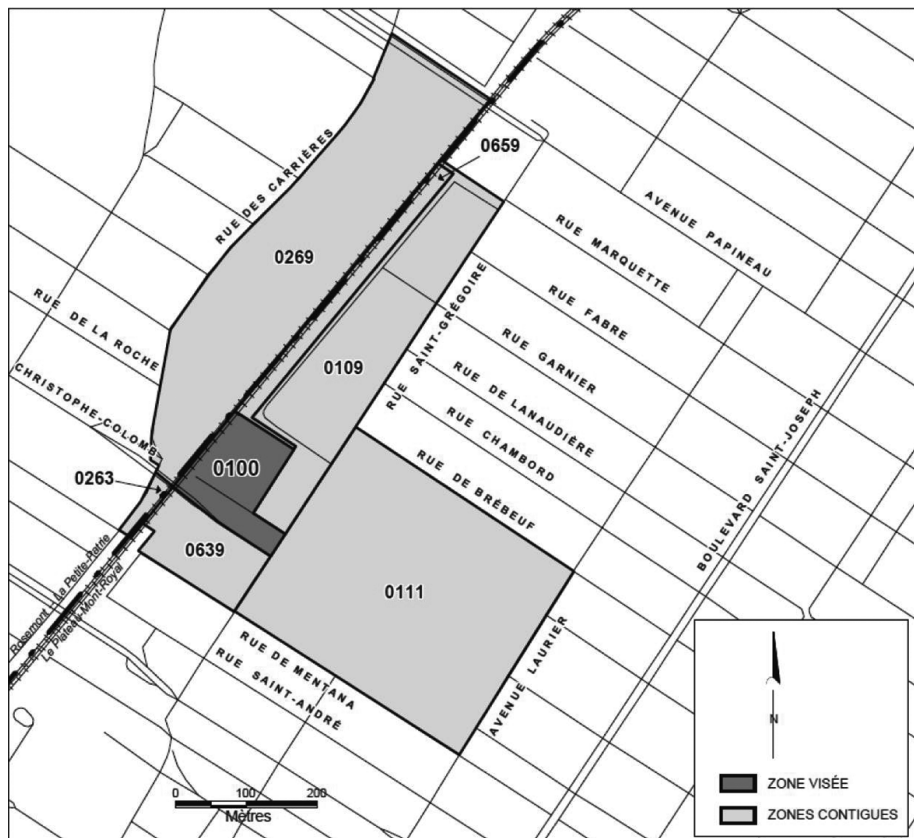 0659
RUE DES CARRIÈRES
AVENUE PAPINEAU
RUE MARQUETTE
0269
RUE FABRE
RUE DE LA ROCHE
RUE SAINT-GRÉGOIRE
RUE GARNIER
0109
RUE DE LANAUDIÈRE
CHRISTOPHE-COLOMB
RUE CHAMBORD
BOULEVARD SAINT-JOSEPH
0100
RUE DE BRÉBEUF
0263
0639
0111
Rosemont - La Petite-Patrie
Le Plateau-Mont-Royal
RUE DE MENTANA
RUE SAINT-ANDRÉ
AVENUE LAURIER
N
0 100 200
Mètres
ZONE VISÉE
ZONES CONTIGUES